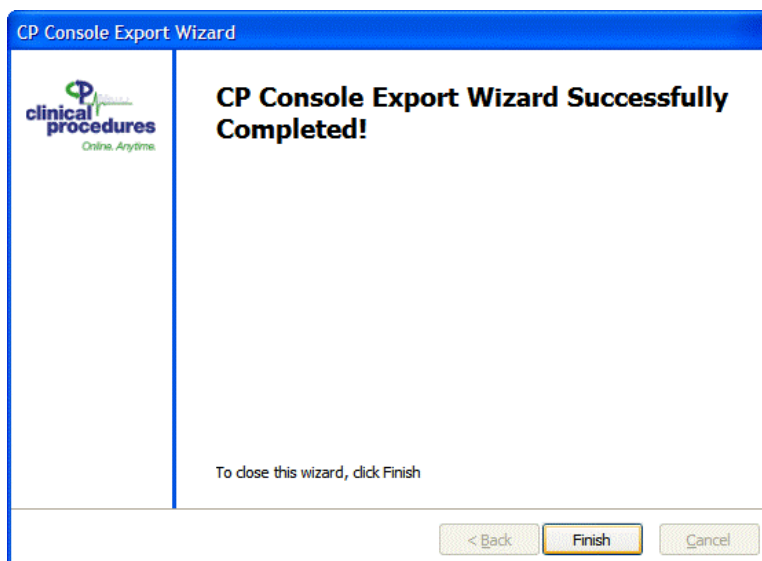 CP Console Export Wizard
CP
clinical
procedures
Online. Anytime.
CP Console Export Wizard Successfully
Completed!
To close this wizard, click Finish
< Back
Finish
Cancel